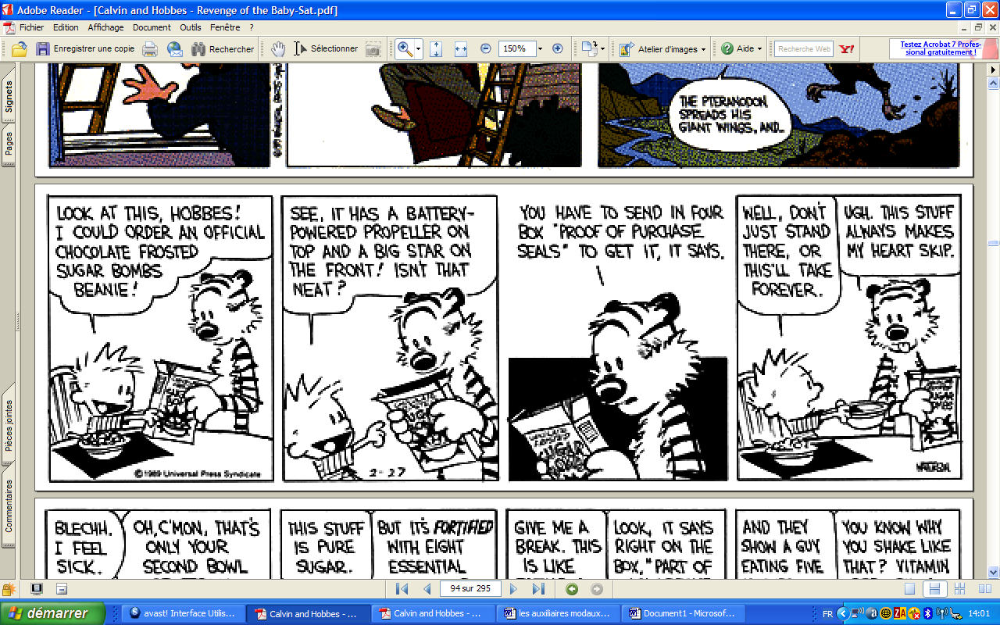 Adobe Reader - [Calvin and Hobbes - Revenge of the Baby-Sat.pdf]
Fichier Edition Affichage Document Outils Fenêtre ?
Enregistrer une copie Rechercher Sélectionner 150% Atelier d'images Aide Recherche Web Y! Testez Acrobat 7 Profes-
sional gratuitement !
Signets
Pages
Pièces jointes
Commentaires
THE PTERANODON
SPREADS HIS
GIANT WINGS, AND...
LOOK AT THIS, HOBBES!
I COULD ORDER AN OFFICIAL
CHOCOLATE FROSTED
SUGAR BOMBS
BEANIE!
© 1989 Universal Press Syndicate
SEE, IT HAS A BATTERY-
POWERED PROPELLER ON
TOP AND A BIG STAR ON
THE FRONT! ISN'T THAT
NEAT?
2-27
YOU HAVE TO SEND IN FOUR
BOX "PROOF OF PURCHASE
SEALS" TO GET IT, IT SAYS.
SUGAR
BOMBS
WELL, DON'T
JUST STAND
THERE, OR
THIS'LL TAKE
FOREVER.
UGH. THIS STUFF
ALWAYS MAKES
MY HEART SKIP.
SUGAR
BOMBS
WATTERSON
BLECHH.
I FEEL
SICK.
OH, C'MON, THAT'S
ONLY YOUR
SECOND BOWL
THIS STUFF
IS PURE
SUGAR.
BUT IT'S FORTIFIED
WITH EIGHT
ESSENTIAL
GIVE ME A
BREAK. THIS
IS LIKE
LOOK, IT SAYS
RIGHT ON THE
BOX, "PART OF
AND THEY
SHOW A GUY
EATING FIVE
YOU KNOW WHY
YOU SHAKE LIKE
THAT? VITAMIN
94 sur 295
démarrer avast! Interface Utilis... Calvin and Hobbes - ... Calvin and Hobbes - ... les auxiliaires modaux... Document1 - Microsof... FR 14:01